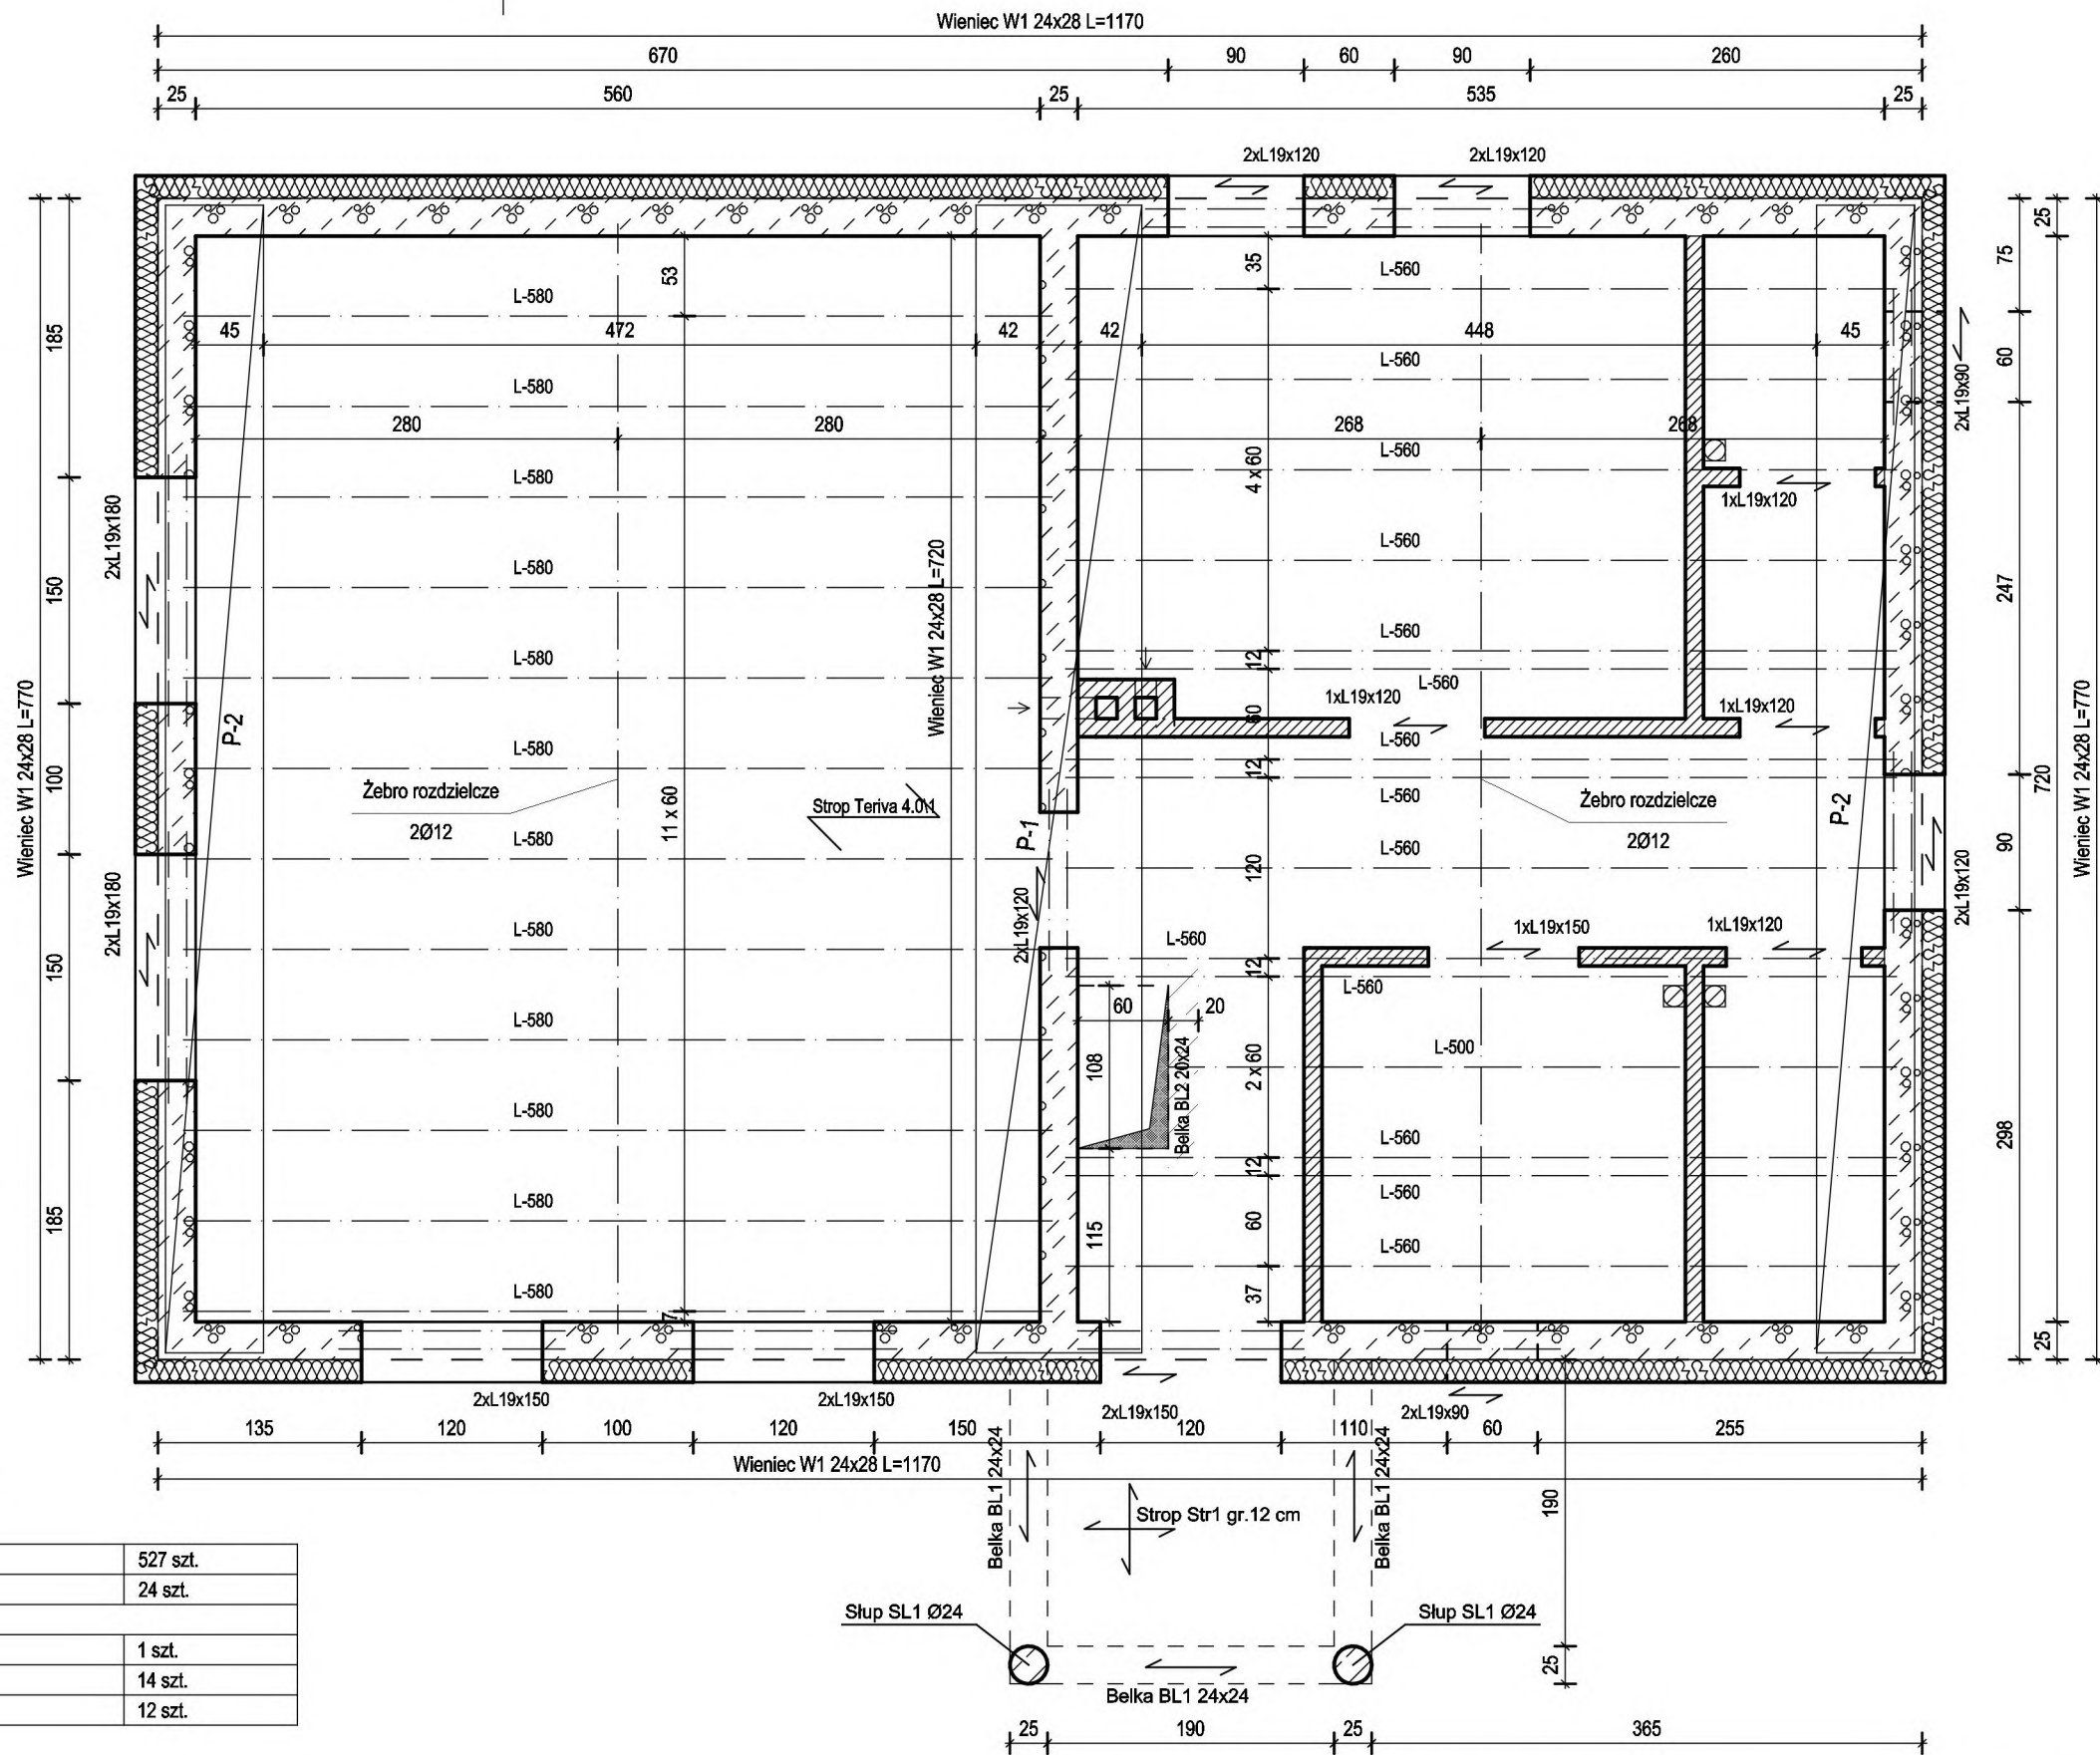 Wieniec W1 24x28 L=1170
670
90
60
90
260
25
560
25
535
25
2xL19x120
2xL19x120
Wieniec W1 24x28 L=770
185
150
100
150
185
2xL19x180
2xL19x180
P-2
53
45
472
42
42
448
45
280
280
268
268
L-580
L-580
L-580
L-580
L-580
L-580
L-580
L-580
L-580
L-580
L-580
L-580
11 x 60
7
Żebro rozdzielcze
2Ø12
Strop Teriva 4.0\1
Wieniec W1 24x28 L=720
P-1
2xL19x120
35
4 x 60
12
60
12
120
12
2 x 60
12
60
37
L-560
L-560
L-560
L-560
L-560
L-560
1xL19x120
L-560
L-560
L-560
L-560
L-560
L-500
L-560
L-560
L-560
1xL19x120
1xL19x120
Żebro rozdzielcze
2Ø12
1xL19x150
1xL19x120
60
20
108
115
Belka BL2 20x24
P-2
2xL19x90
2xL19x120
25
75
60
247
720
90
298
25
Wieniec W1 24x28 L=770
2xL19x150
2xL19x150
2xL19x150
2xL19x90
135
120
100
120
150
120
110
60
255
Wieniec W1 24x28 L=1170
Belka BL1 24x24
Belka BL1 24x24
Strop Str1 gr.12 cm
190
25
Słup SL1 Ø24
Słup SL1 Ø24
Belka BL1 24x24
25
190
25
365
527 szt.
24 szt.
1 szt.
14 szt.
12 szt.